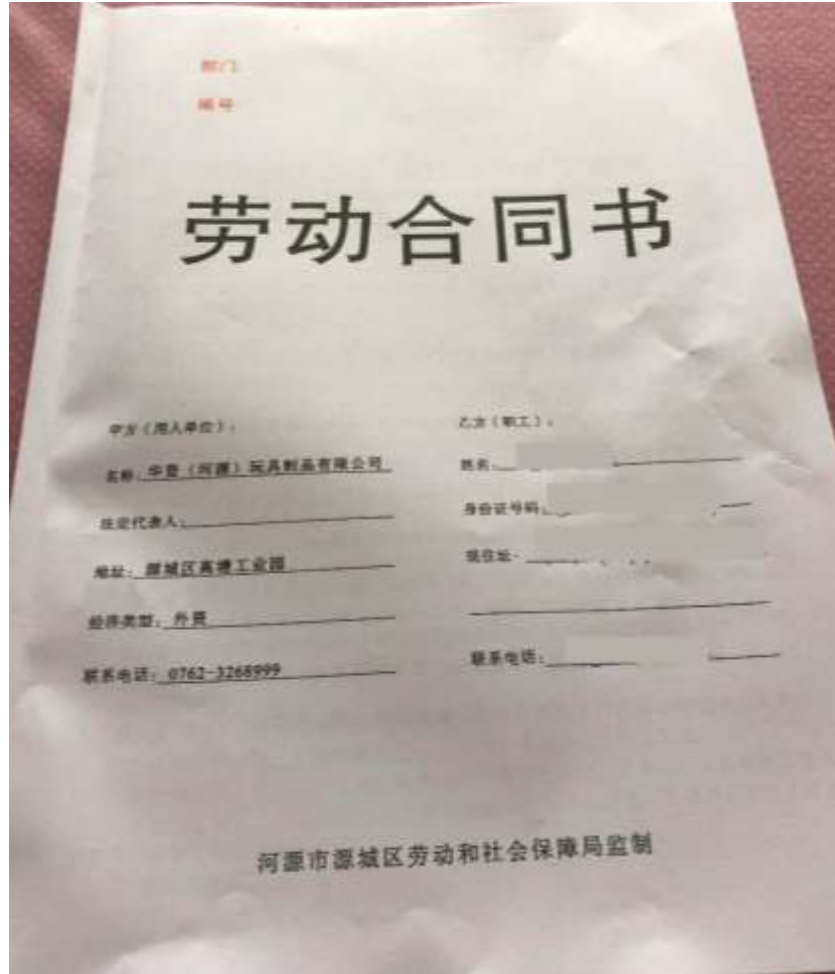 部门:
编号:
劳动合同书
甲方(用人单位):
名称:华登(河源)玩具制品有限公司
法定代表人:
地址:源城区高塘工业园
经济类型:外资
联系电话:0762-3268999
乙方(职工):
姓名:
身份证号码:
现住址:
联系电话:
河源市源城区劳动和社会保障局监制